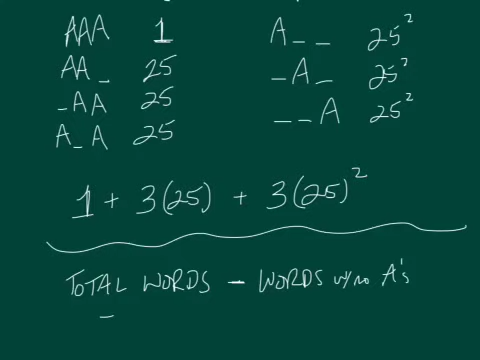 AAA 1 A _ _ 25²
AA _ 25 _ A _ 25²
_ AA 25 _ _ A 25²
A _ A 25
1 + 3(25) + 3(25)²
TOTAL WORDS - WORDS w/no A's